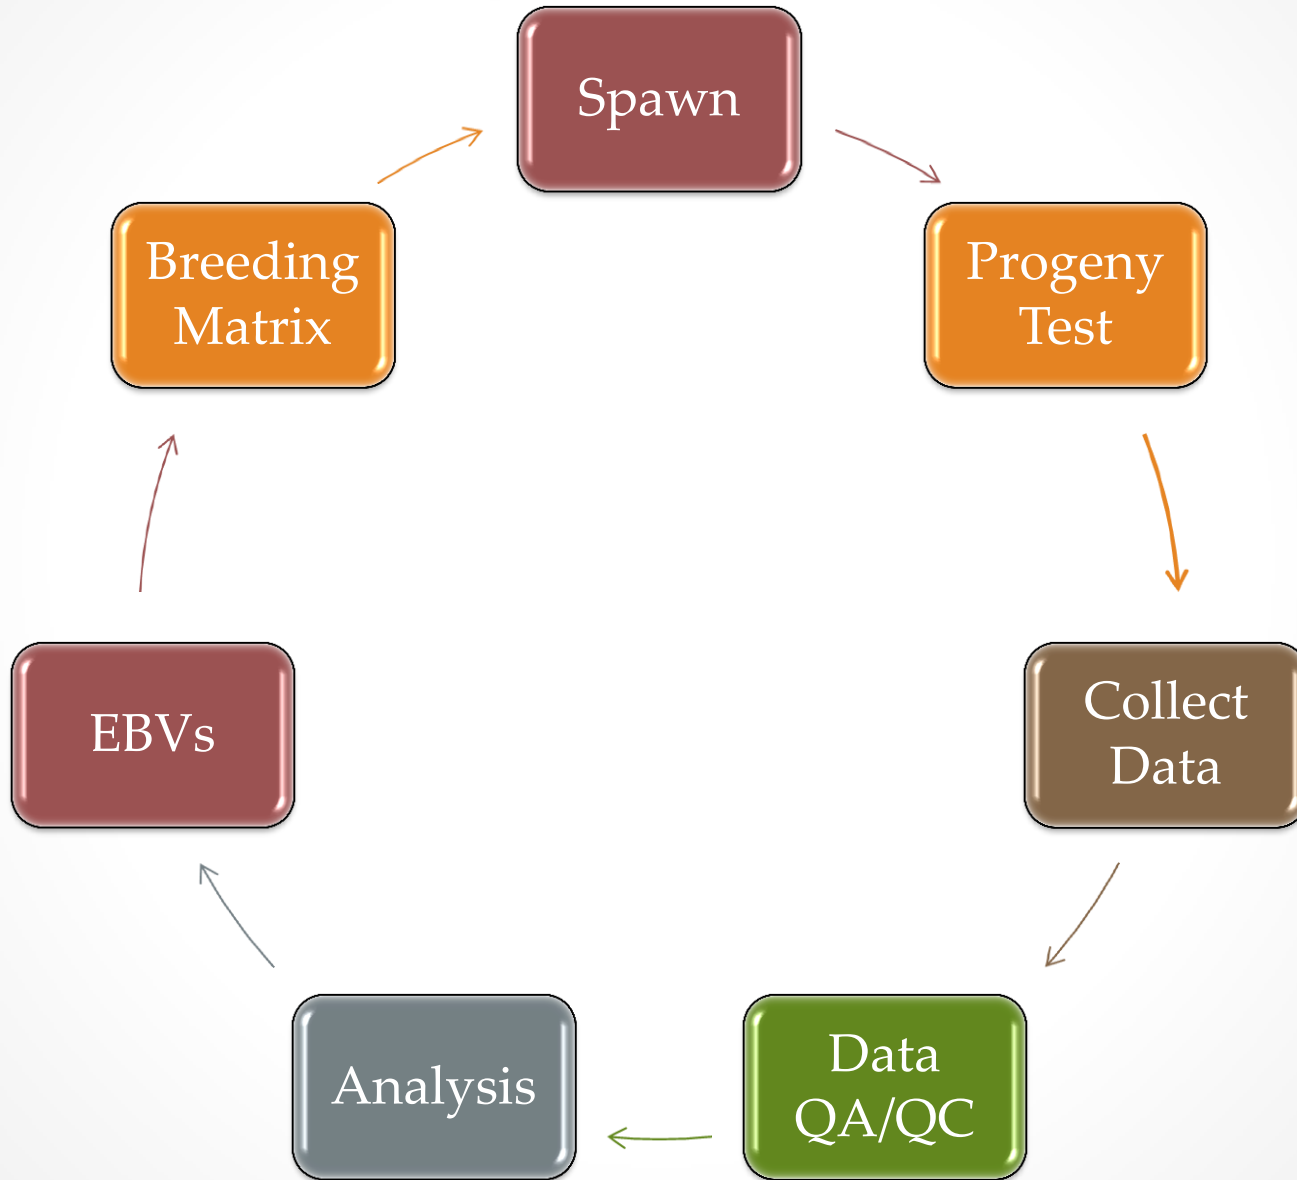 Spawn
Progeny
Test
Collect
Data
Data
QA/QC
Analysis
EBVs
Breeding
Matrix